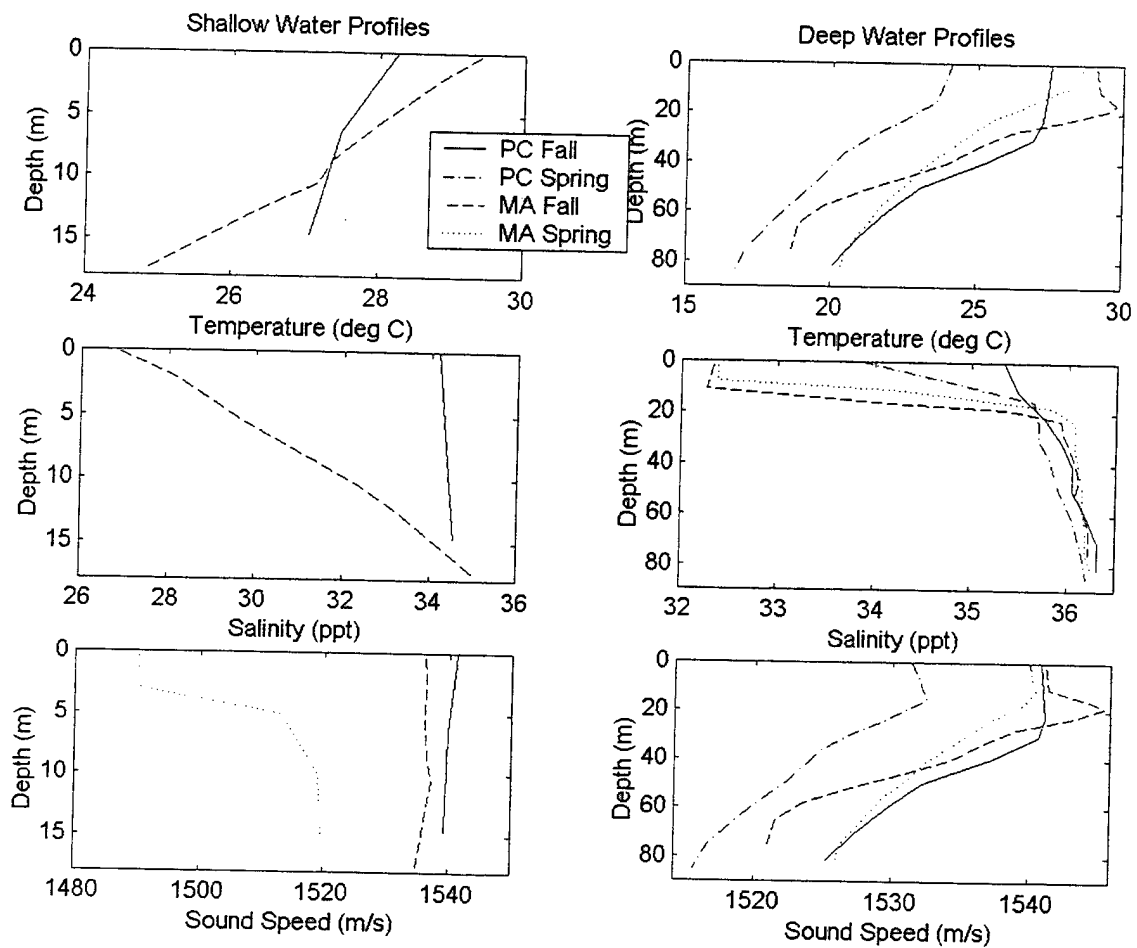 Shallow Water Profiles
0
5
10
15
Depth (m)
24
26
28
30
Temperature (deg C)
PC Fall
PC Spring
MA Fall
MA Spring
Deep Water Profiles
0
20
40
60
80
Depth (m)
15
20
25
30
Temperature (deg C)
0
5
10
15
Depth (m)
26
28
30
32
34
36
Salinity (ppt)
0
20
40
60
80
Depth (m)
32
33
34
35
36
Salinity (ppt)
0
5
10
15
Depth (m)
1480
1500
1520
1540
Sound Speed (m/s)
0
20
40
60
80
Depth (m)
1520
1530
1540
Sound Speed (m/s)